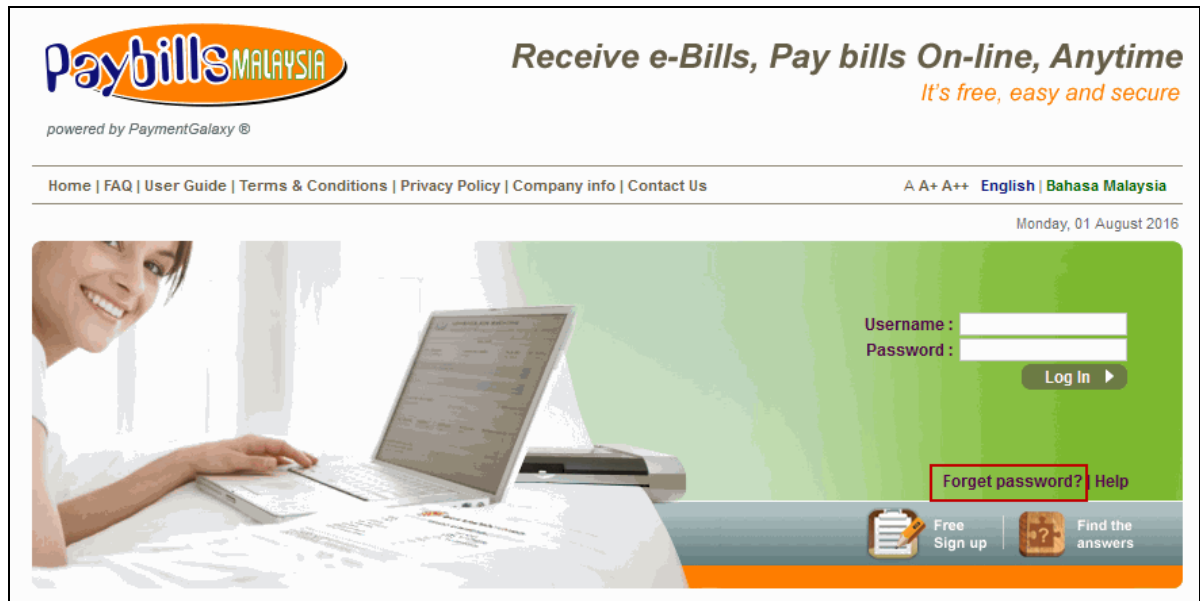 Paybills MALAYSIA
powered by PaymentGalaxy ®
Receive e-Bills, Pay bills On-line, Anytime
It's free, easy and secure
Home | FAQ | User Guide | Terms & Conditions | Privacy Policy | Company info | Contact Us
A A+ A++ English | Bahasa Malaysia
Monday, 01 August 2016
Username :
Password :
Log In
Forget password? | Help
Free
Sign up
Find the
answers